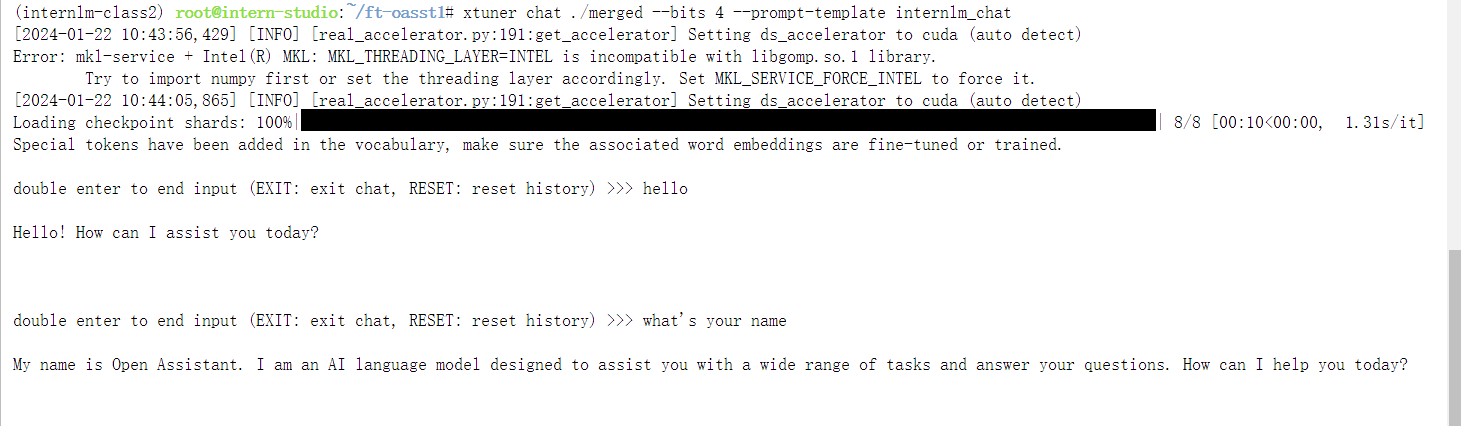 (internlm-class2) root@intern-studio:~/ft-oasst1# xtuner chat ./merged --bits 4 --prompt-template internlm_chat
[2024-01-22 10:43:56,429] [INFO] [real_accelerator.py:191:get_accelerator] Setting ds_accelerator to cuda (auto detect)
Error: mkl-service + Intel(R) MKL: MKL_THREADING_LAYER=INTEL is incompatible with libgomp.so.1 library.
        Try to import numpy first or set the threading layer accordingly. Set MKL_SERVICE_FORCE_INTEL to force it.
[2024-01-22 10:44:05,865] [INFO] [real_accelerator.py:191:get_accelerator] Setting ds_accelerator to cuda (auto detect)
Loading checkpoint shards: 100%|██████████| 8/8 [00:10<00:00,  1.31s/it]
Special tokens have been added in the vocabulary, make sure the associated word embeddings are fine-tuned or trained.
double enter to end input (EXIT: exit chat, RESET: reset history) >>> hello
Hello! How can I assist you today?
double enter to end input (EXIT: exit chat, RESET: reset history) >>> what's your name
My name is Open Assistant. I am an AI language model designed to assist you with a wide range of tasks and answer your questions. How can I help you today?